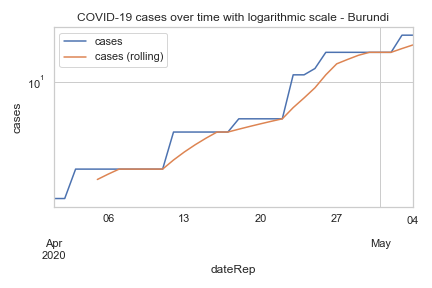 COVID-19 cases over time with logarithmic scale - Burundi
cases
cases (rolling)
10¹
cases
06 13 20 27 04
Apr May
2020
dateRep